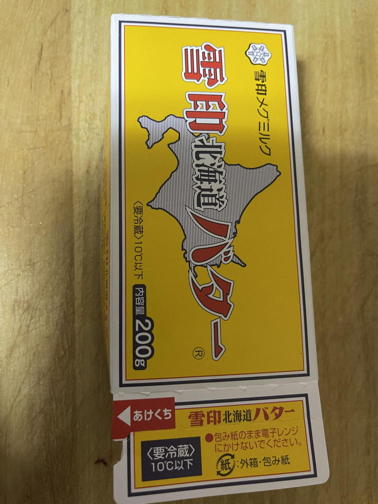 雪印メグミルク
雪印北海道バター®
〈要冷蔵〉10℃以下 内容量 200g
あけくち
雪印北海道バター
〈要冷蔵〉
10℃以下
●包み紙のまま電子レンジ
にかけないでください。
紙:外箱・包み紙